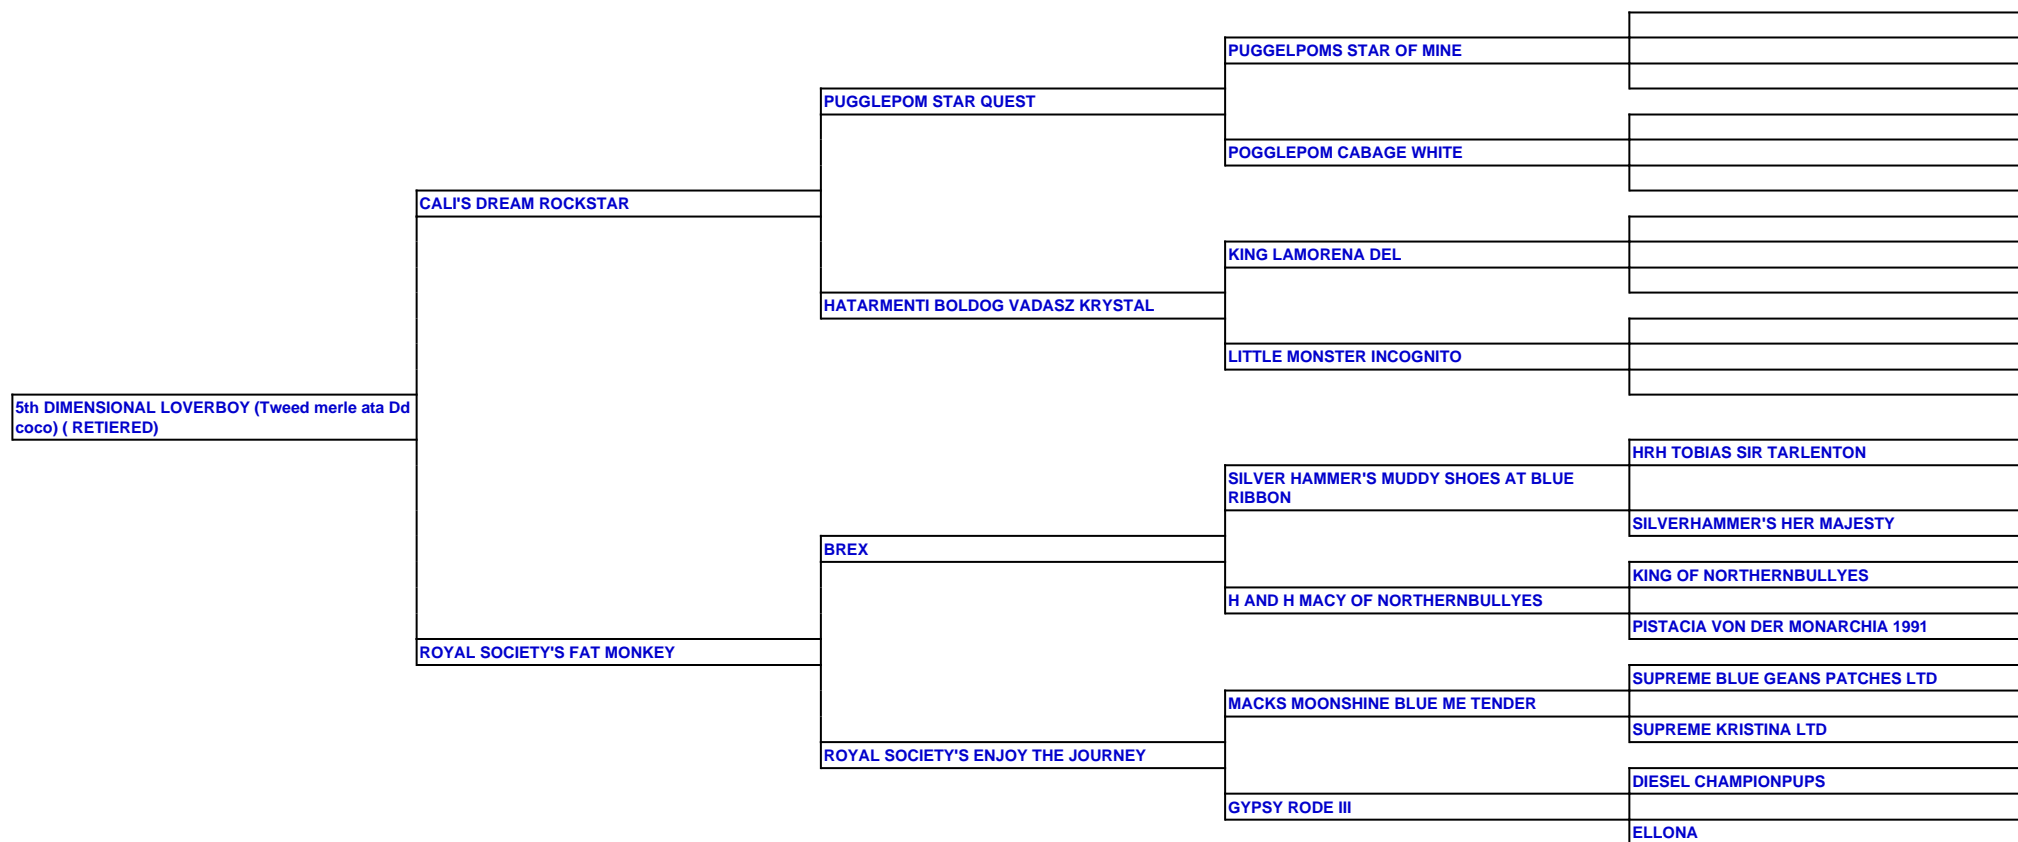 PUGGELPOMS STAR OF MINE
PUGGLEPOM STAR QUEST
POGGLEPOM CABAGE WHITE
CALI'S DREAM ROCKSTAR
KING LAMORENA DEL
HATARMENTI BOLDOG VADASZ KRYSTAL
LITTLE MONSTER INCOGNITO
5th DIMENSIONAL LOVERBOY (Tweed merle ata Dd
coco) ( RETIERED)
HRH TOBIAS SIR TARLENTON
SILVER HAMMER'S MUDDY SHOES AT BLUE
RIBBON
SILVERHAMMER'S HER MAJESTY
BREX
KING OF NORTHERNBULLYES
H AND H MACY OF NORTHERNBULLYES
PISTACIA VON DER MONARCHIA 1991
ROYAL SOCIETY'S FAT MONKEY
SUPREME BLUE GEANS PATCHES LTD
MACKS MOONSHINE BLUE ME TENDER
SUPREME KRISTINA LTD
ROYAL SOCIETY'S ENJOY THE JOURNEY
DIESEL CHAMPIONPUPS
GYPSY RODE III
ELLONA